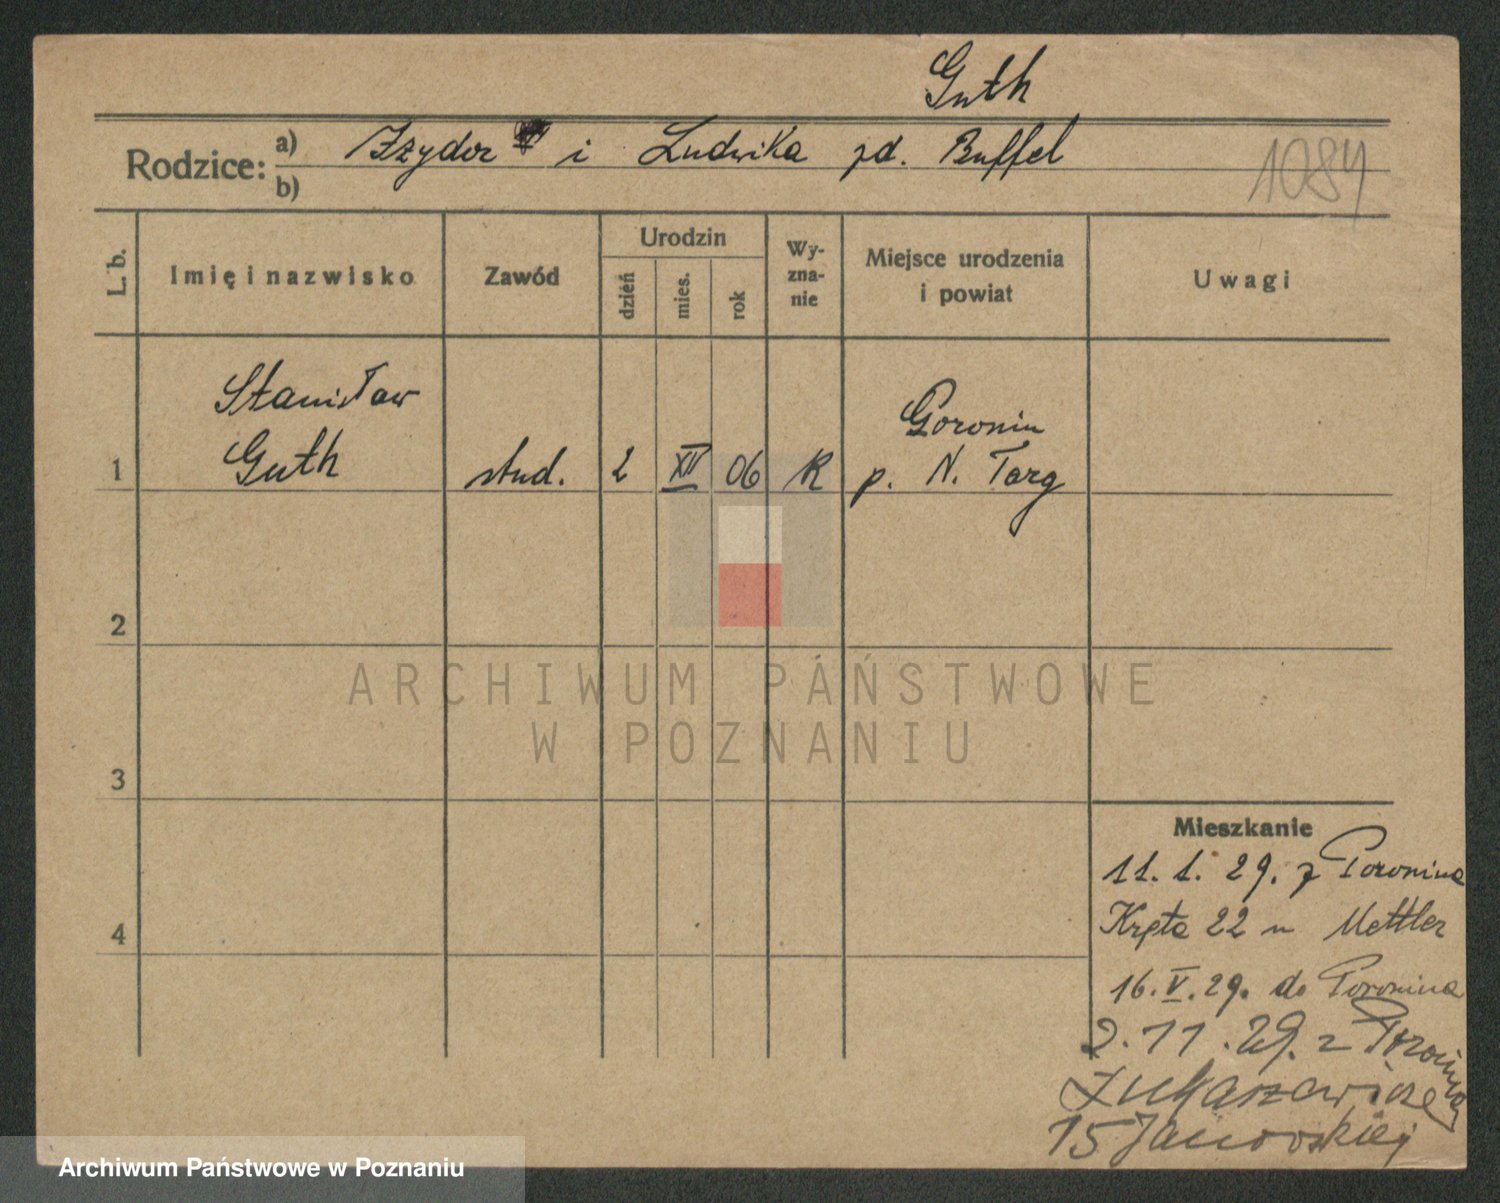 Guth
Rodzice: a) Izydor i Ludwika zd. Buffel
b)
1084
L. b.
Imię i nazwisko
Zawód
Urodzin
dzień
mies.
rok
Wy-
zna-
nie
Miejsce urodzenia
i powiat
Uwagi
Stanisław
Guth
1
stud.
2
XII
06
R
Goronin
p. N. Targ
2
3
4
ARCHIWUM PAŃSTWOWE
W POZNANIU
Mieszkanie
11. 1. 29. z Poronina
Kręta 22 u Mettler
16. V. 29. do Poronina
2. 11. 29. z Poronina
Łukaszewicza
15 Janowskiej
Archiwum Państwowe w Poznaniu